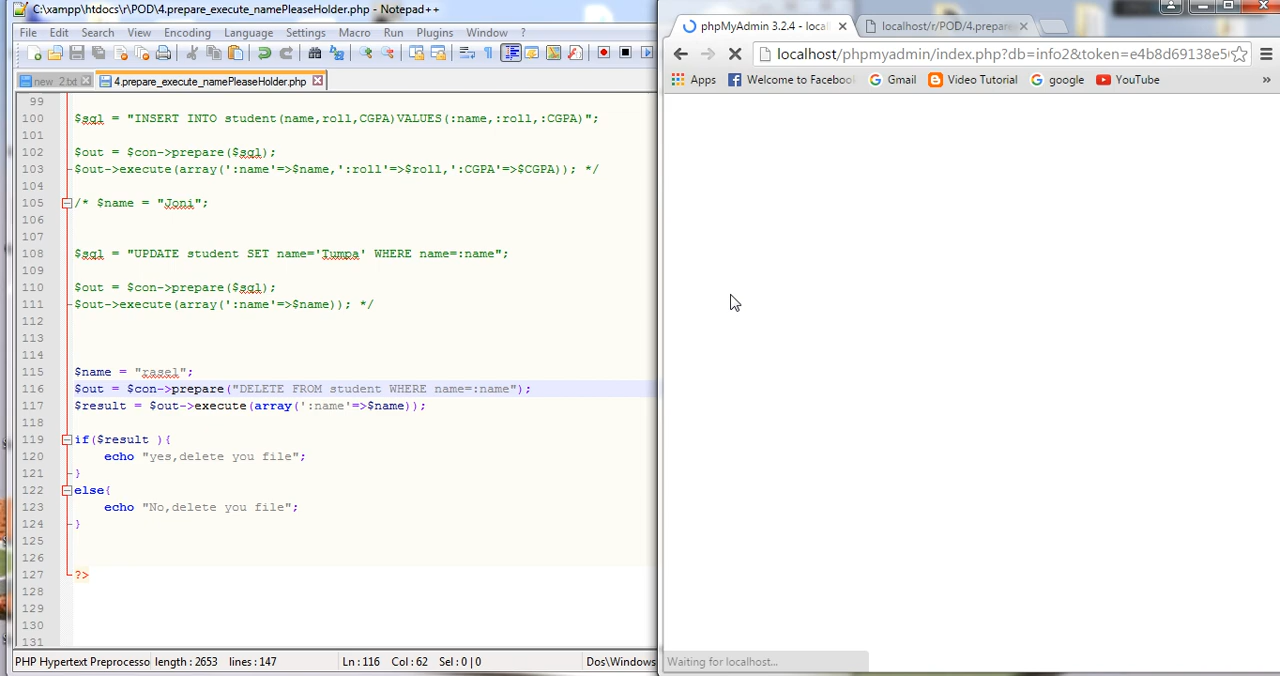 C:\xampp\htdocs\r\POD\4.prepare_execute_namePleaseHolder.php - Notepad++
File Edit Search View Encoding Language Settings Macro Run Plugins Window ?
new 2.txt 4.prepare_execute_namePleaseHolder.php
99
100 $sql = "INSERT INTO student(name,roll,CGPA)VALUES(:name,:roll,:CGPA)";
101
102 $out = $con->prepare($sql);
103 $out->execute(array(':name'=>$name,':roll'=>$roll,':CGPA'=>$CGPA)); */
104
105 /* $name = "Joni";
106
107
108 $sql = "UPDATE student SET name='Tumpa' WHERE name=:name";
109
110 $out = $con->prepare($sql);
111 $out->execute(array(':name'=>$name)); */
112
113
114
115 $name = "rasel";
116 $out = $con->prepare("DELETE FROM student WHERE name=:name");
117 $result = $out->execute(array(':name'=>$name));
118
119 if($result ){
120 echo "yes,delete you file";
121 }
122 else{
123 echo "No,delete you file";
124 }
125
126
127 ?>
128
129
130
131
PHP Hypertext Preprocesso length : 2653 lines : 147 Ln : 116 Col : 62 Sel : 0 | 0 Dos\Windows
phpMyAdmin 3.2.4 - local localhost/r/POD/4.prepare
localhost/phpmyadmin/index.php?db=info2&token=e4b8d69138e5
Apps Welcome to Facebook Gmail Video Tutorial google YouTube »
Waiting for localhost...